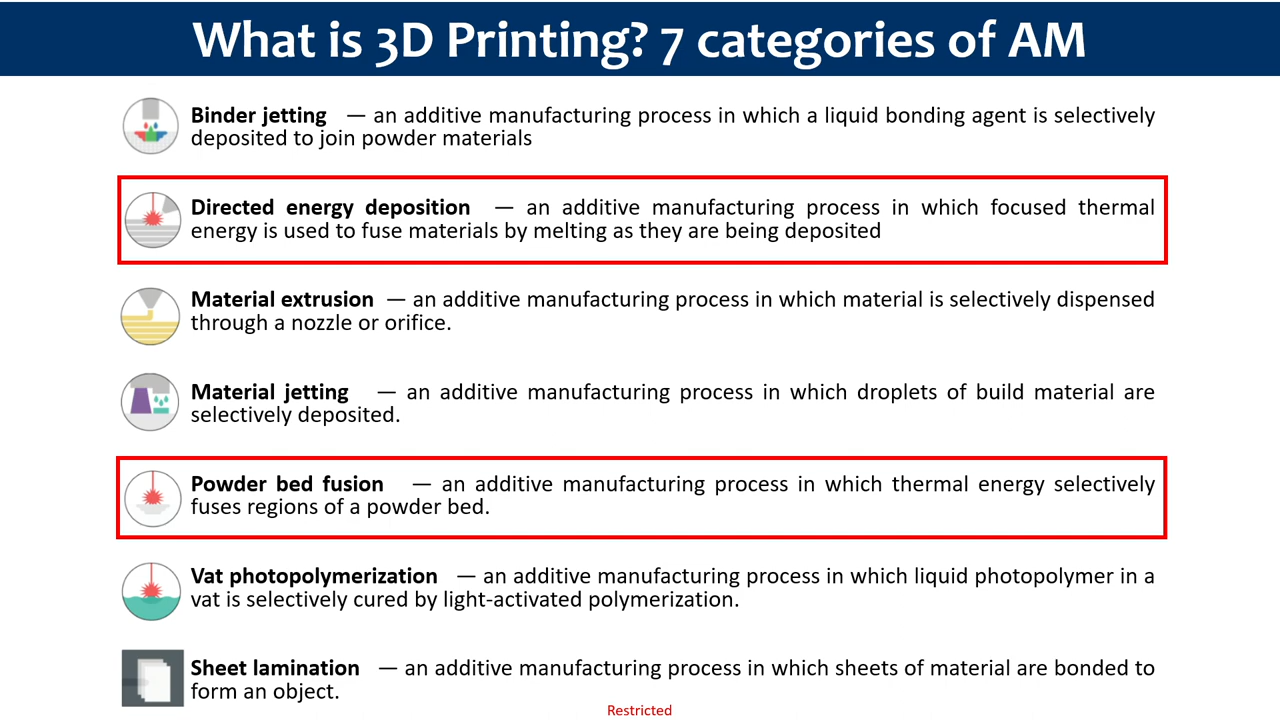 What is 3D Printing? 7 categories of AM
Binder jetting — an additive manufacturing process in which a liquid bonding agent is selectively
deposited to join powder materials
Directed energy deposition — an additive manufacturing process in which focused thermal
energy is used to fuse materials by melting as they are being deposited
Material extrusion — an additive manufacturing process in which material is selectively dispensed
through a nozzle or orifice.
Material jetting — an additive manufacturing process in which droplets of build material are
selectively deposited.
Powder bed fusion — an additive manufacturing process in which thermal energy selectively
fuses regions of a powder bed.
Vat photopolymerization — an additive manufacturing process in which liquid photopolymer in a
vat is selectively cured by light-activated polymerization.
Sheet lamination — an additive manufacturing process in which sheets of material are bonded to
form an object.
Restricted